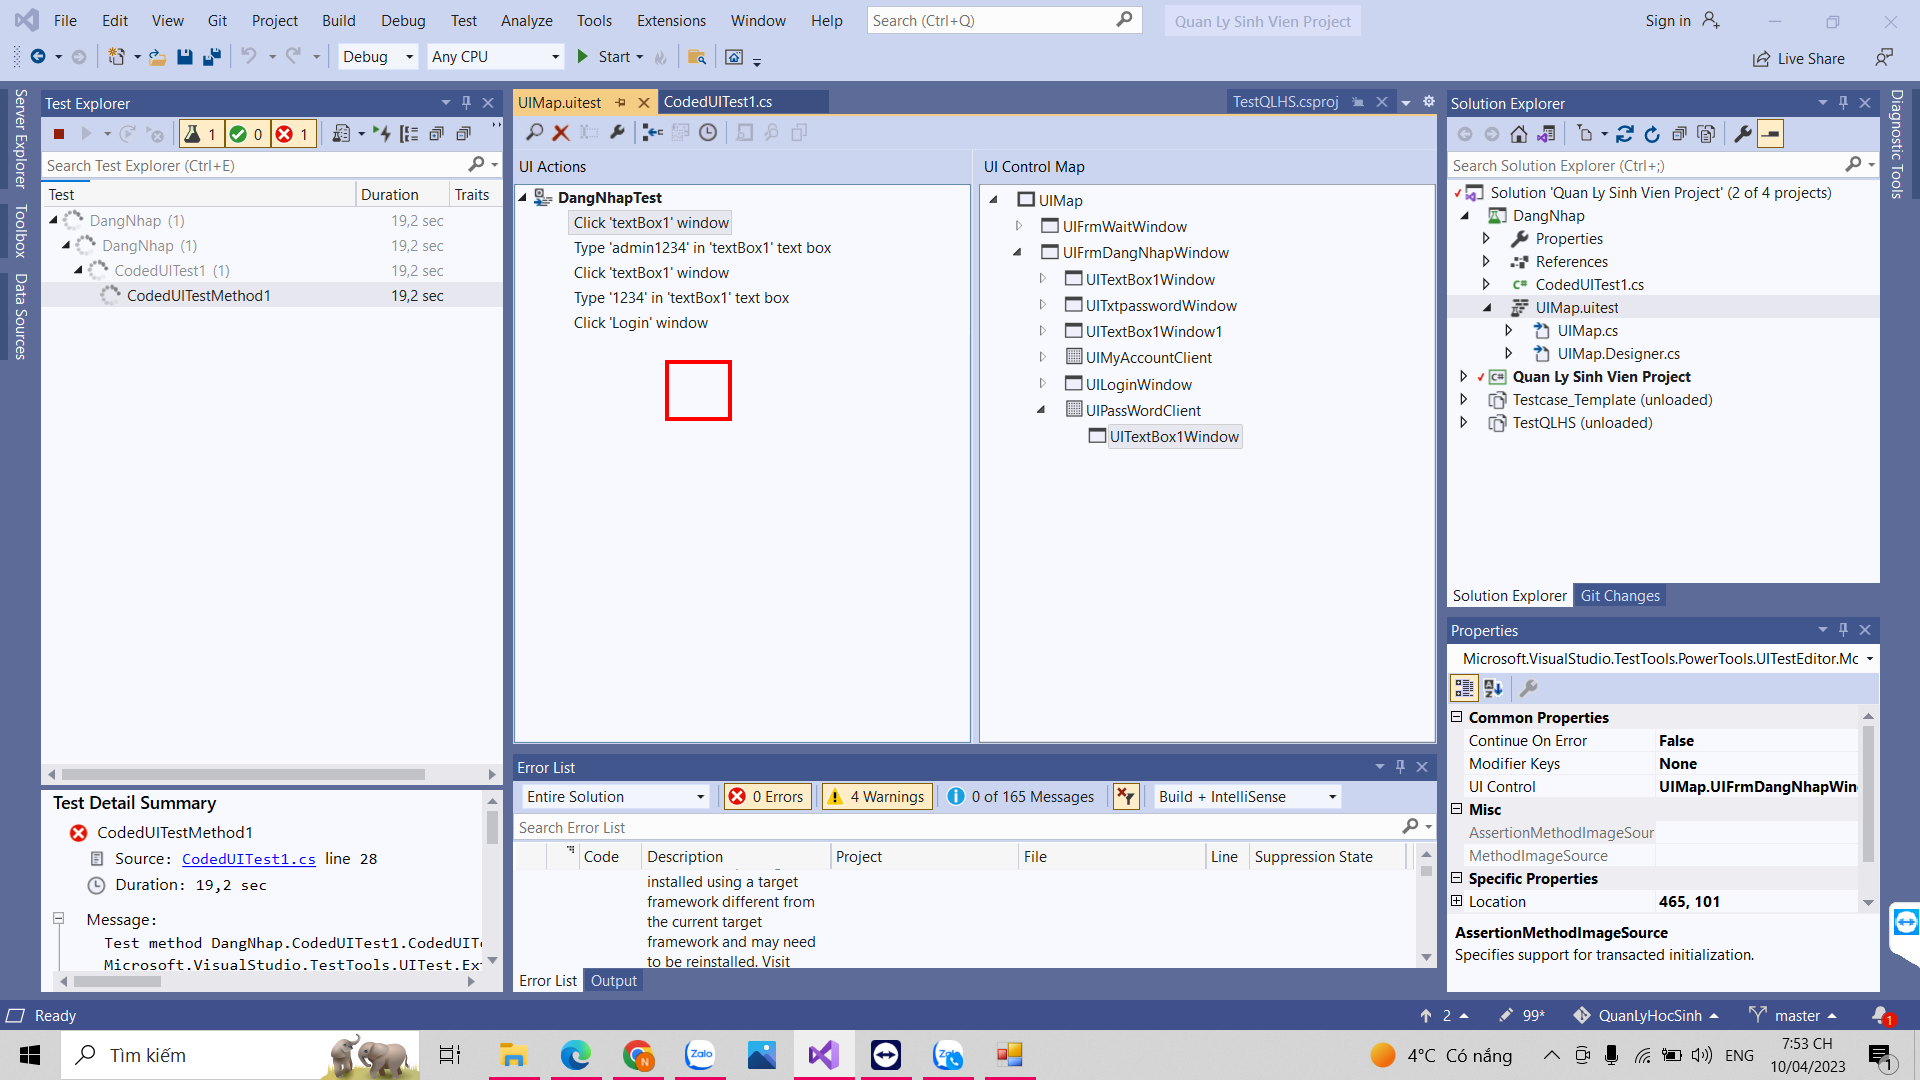 File Edit View Git Project Build Debug Test Analyze Tools Extensions Window Help Search (Ctrl+Q) Quan Ly Sinh Vien Project Sign in
Debug Any CPU Start Live Share
Server Explorer
Toolbox
Data Sources
Test Explorer
1 0 1
Search Test Explorer (Ctrl+E)
Test Duration Traits
DangNhap (1) 19,2 sec
DangNhap (1) 19,2 sec
CodedUITest1 (1) 19,2 sec
CodedUITestMethod1 19,2 sec
Test Detail Summary
CodedUITestMethod1
Source: CodedUITest1.cs line 28
Duration: 19,2 sec
Message:
Test method DangNhap.CodedUITest1.CodedUITe
Microsoft.VisualStudio.TestTools.UITest.Ext
UIMap.uitest CodedUITest1.cs TestQLHS.csproj
UI Actions
DangNhapTest
Click 'textBox1' window
Type 'admin1234' in 'textBox1' text box
Click 'textBox1' window
Type '1234' in 'textBox1' text box
Click 'Login' window
UI Control Map
UIMap
UIFrmWaitWindow
UIFrmDangNhapWindow
UITextBox1Window
UITxtpasswordWindow
UITextBox1Window1
UIMyAccountClient
UILoginWindow
UIPassWordClient
UITextBox1Window
Error List
Entire Solution 0 Errors 4 Warnings 0 of 165 Messages Build + IntelliSense
Search Error List
Code Description Project File Line Suppression State
installed using a target
framework different from
the current target
framework and may need
to be reinstalled. Visit
Error List Output
Solution Explorer
Search Solution Explorer (Ctrl+;)
Solution 'Quan Ly Sinh Vien Project' (2 of 4 projects)
DangNhap
Properties
References
CodedUITest1.cs
UIMap.uitest
UIMap.cs
UIMap.Designer.cs
Quan Ly Sinh Vien Project
Testcase_Template (unloaded)
TestQLHS (unloaded)
Solution Explorer Git Changes
Properties
Microsoft.VisualStudio.TestTools.PowerTools.UITestEditor.Mc
Common Properties
Continue On Error False
Modifier Keys None
UI Control UIMap.UIFrmDangNhapWin
Misc
AssertionMethodImageSour
MethodImageSource
Specific Properties
Location 465, 101
AssertionMethodImageSource
Specifies support for transacted initialization.
Diagnostic Tools
Ready 2 99* QuanLyHocSinh master 1
Tìm kiếm Zalo N Zalo 4°C Có nắng ENG 7:53 CH
10/04/2023 1